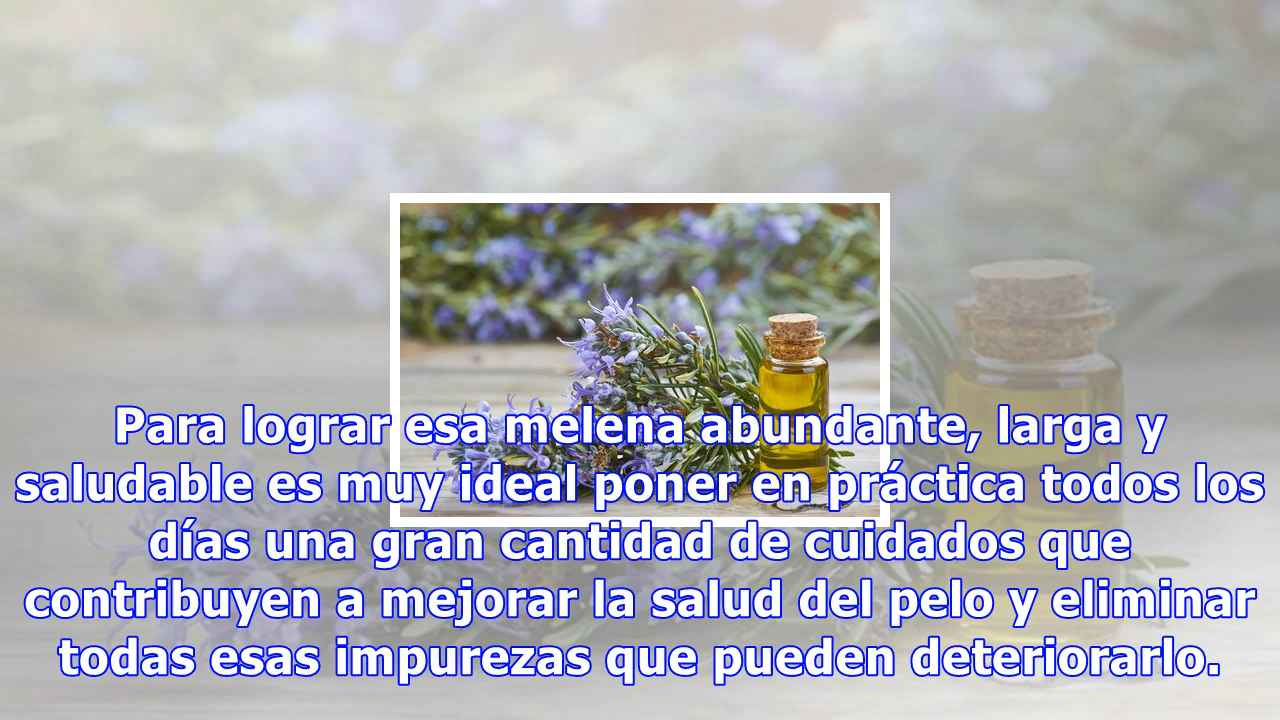 Para lograr esa melena abundante, larga y
saludable es muy ideal poner en práctica todos los
días una gran cantidad de cuidados que
contribuyen a mejorar la salud del pelo y eliminar
todas esas impurezas que pueden deteriorarlo.